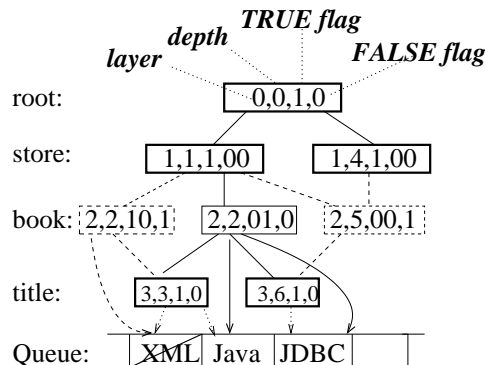 TRUE flag
depth
FALSE flag
layer
root: 0,0,1,0
store: 1,1,1,00 1,4,1,00
book: 2,2,10,1 2,2,01,0 2,5,00,1
title: 3,3,1,0 3,6,1,0
Queue: XML Java JDBC